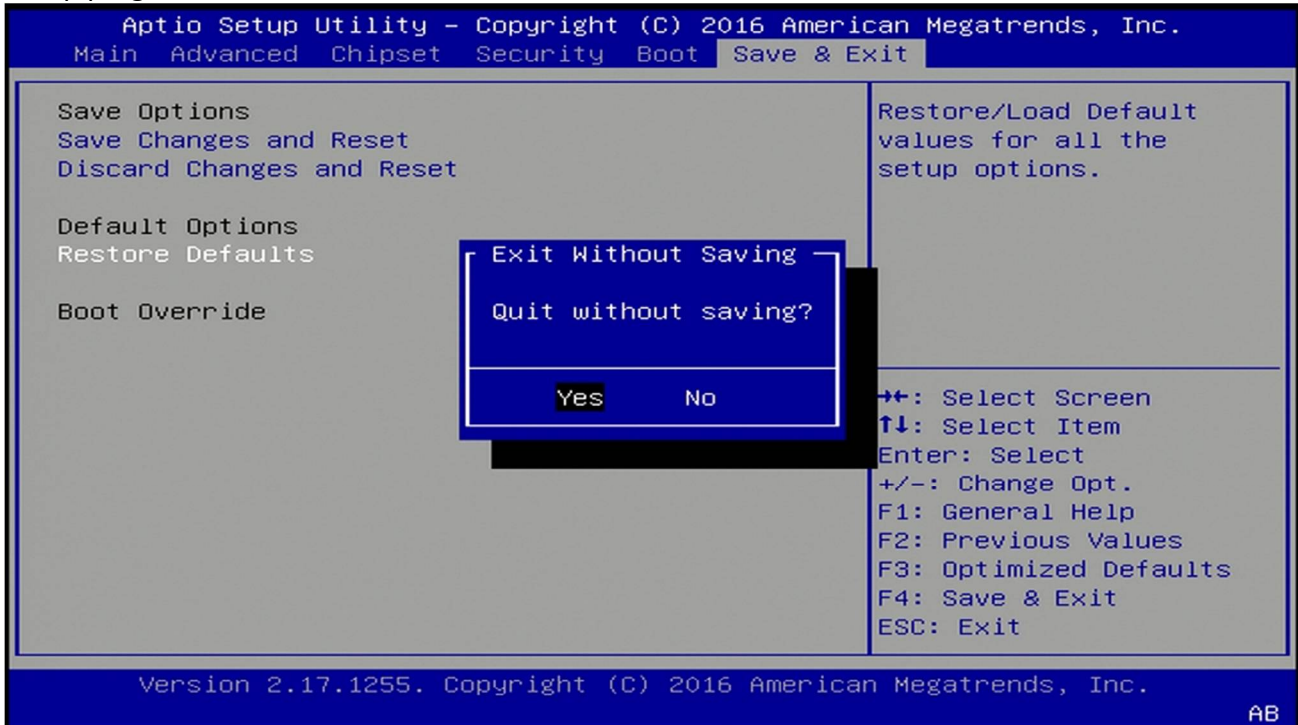 Aptio Setup Utility – Copyright (C) 2016 American Megatrends, Inc.
Main Advanced Chipset Security Boot Save & Exit
Save Options
Save Changes and Reset
Discard Changes and Reset
Default Options
Restore Defaults
Boot Override
Exit Without Saving
Quit without saving?
Yes No
Restore/Load Default
values for all the
setup options.
→←: Select Screen
↑↓: Select Item
Enter: Select
+/-: Change Opt.
F1: General Help
F2: Previous Values
F3: Optimized Defaults
F4: Save & Exit
ESC: Exit
Version 2.17.1255. Copyright (C) 2016 American Megatrends, Inc.
AB